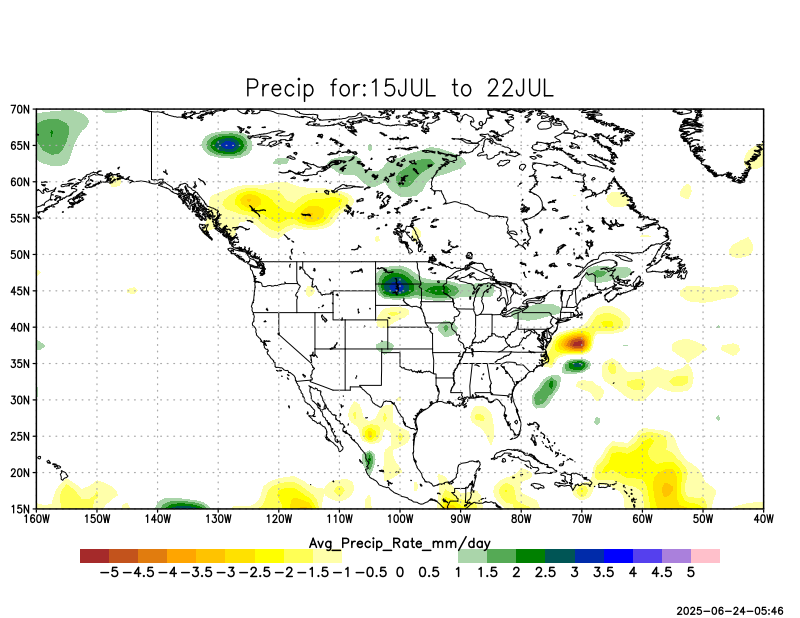 Precip for:15JUL to 22JUL
70N
65N
60N
55N
50N
45N
40N
35N
30N
25N
20N
15N
160W 150W 140W 130W 120W 110W 100W 90W 80W 70W 60W 50W 40W
Avg_Precip_Rate_mm/day
-5 -4.5 -4 -3.5 -3 -2.5 -2 -1.5 -1 -0.5 0 0.5 1 1.5 2 2.5 3 3.5 4 4.5 5
2025-06-24-05:46